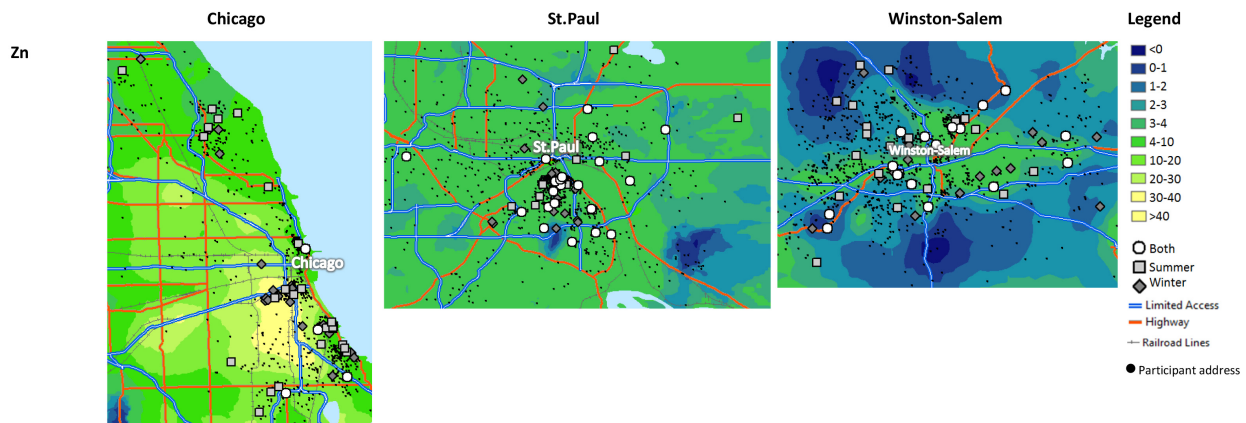 Chicago St.Paul Winston-Salem Legend
Zn
<0
0-1
1-2
2-3
3-4
4-10
10-20
20-30
30-40
>40
St.Paul
Winston-Salem
Chicago
Both
Summer
Winter
Limited Access
Highway
Railroad Lines
Participant address